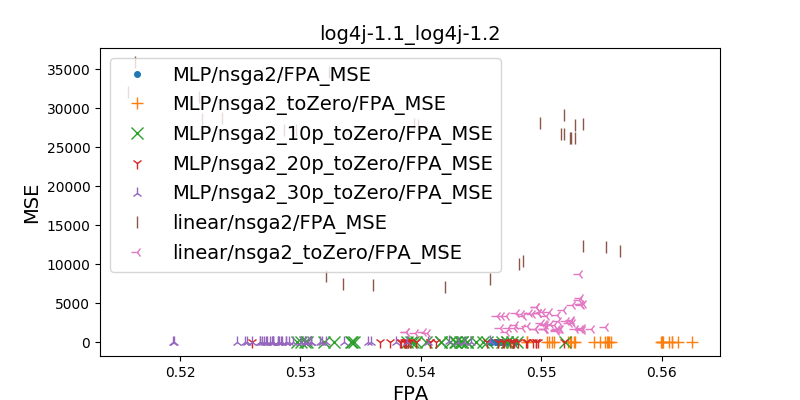 log4j-1.1_log4j-1.2
35000
30000
25000
20000
15000
10000
5000
0
MSE
MLP/nsga2/FPA_MSE
MLP/nsga2_toZero/FPA_MSE
MLP/nsga2_10p_toZero/FPA_MSE
MLP/nsga2_20p_toZero/FPA_MSE
MLP/nsga2_30p_toZero/FPA_MSE
linear/nsga2/FPA_MSE
linear/nsga2_toZero/FPA_MSE
0.52 0.53 0.54 0.55 0.56
FPA